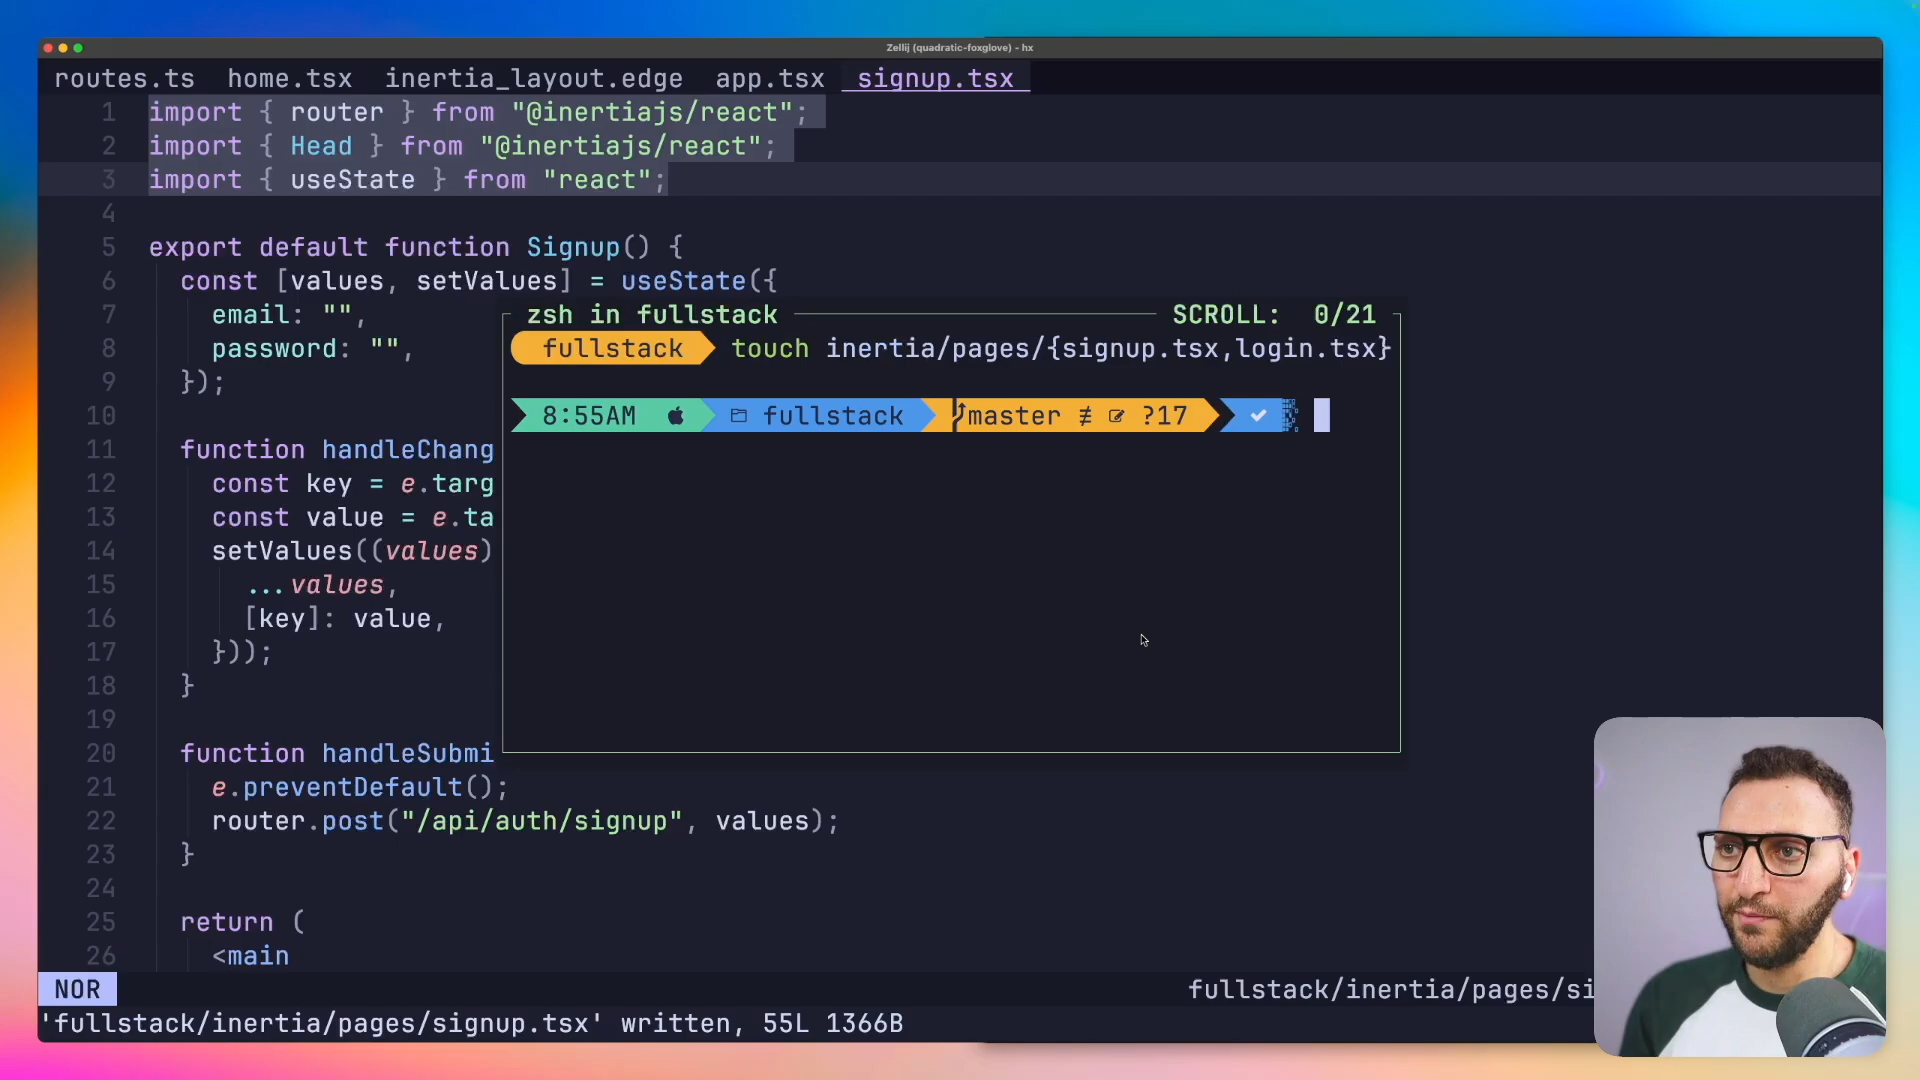 Zellij (quadratic-foxglove) - hx
routes.ts home.tsx inertia_layout.edge app.tsx signup.tsx
1 import { router } from "@inertiajs/react";
2 import { Head } from "@inertiajs/react";
3 import { useState } from "react";
4
5 export default function Signup() {
6 const [values, setValues] = useState({
7 email: "",
8 password: "",
9 });
10
11 function handleChang
12 const key = e.targ
13 const value = e.ta
14 setValues((values)
15 ...values,
16 [key]: value,
17 }));
18 }
19
20 function handleSubmi
21 e.preventDefault();
22 router.post("/api/auth/signup", values);
23 }
24
25 return (
26 <main
zsh in fullstack SCROLL: 0/21
fullstack touch inertia/pages/{signup.tsx,login.tsx}
8:55AM fullstack master ≢ ?17
NOR fullstack/inertia/pages/si
'fullstack/inertia/pages/signup.tsx' written, 55L 1366B